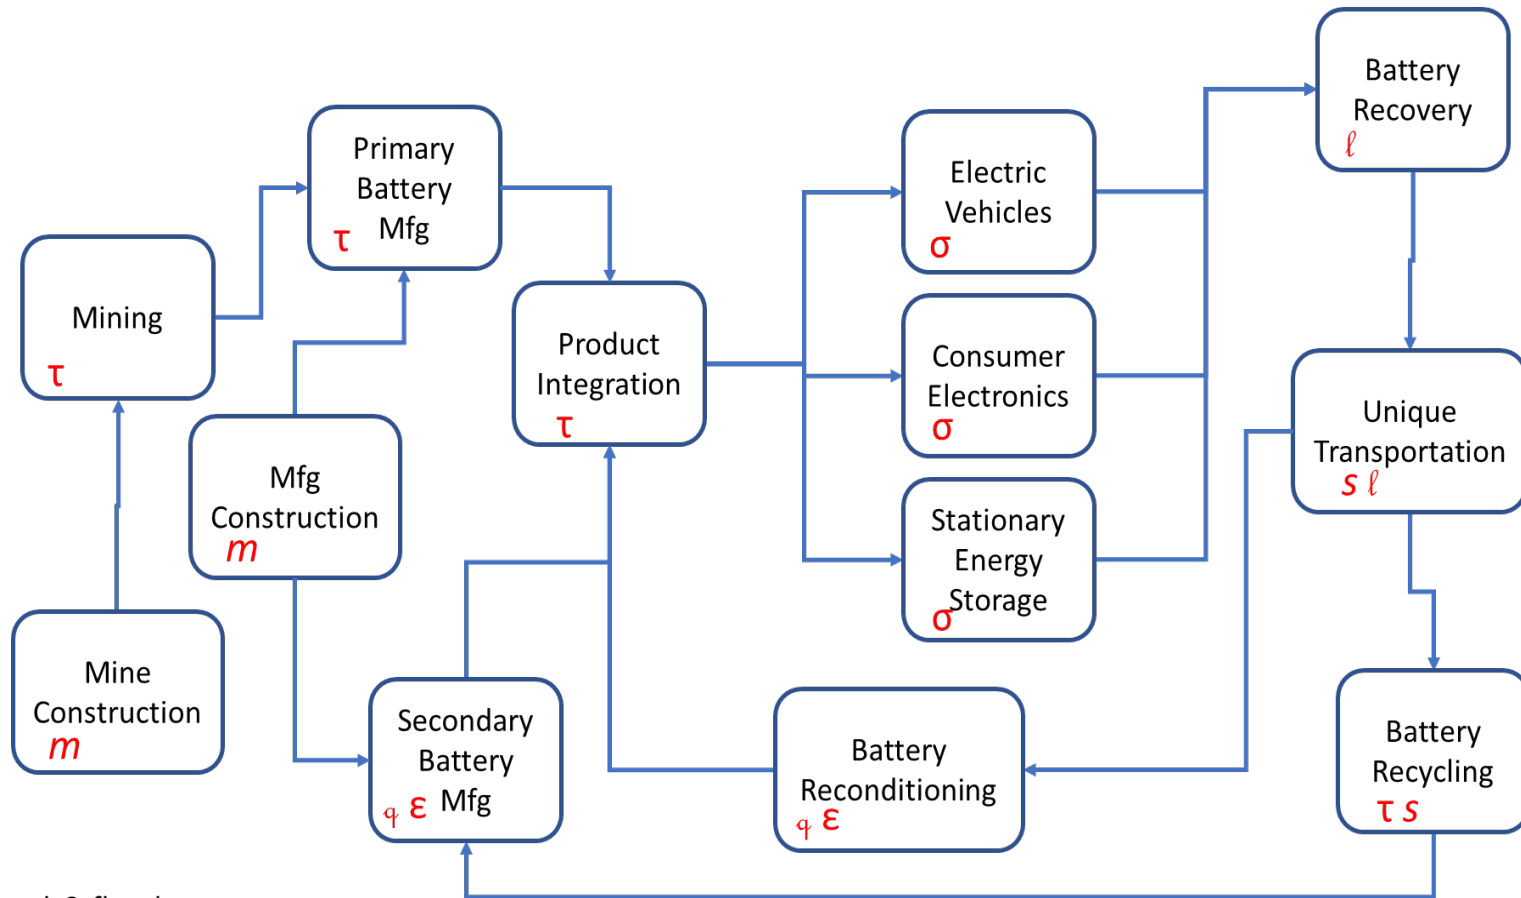 Battery
Recovery
ℓ
Primary
Battery
Mfg
τ
Electric
Vehicles
σ
Mining
τ
Product
Integration
τ
Consumer
Electronics
σ
Unique
Transportation
s ℓ
Mfg
Construction
m
Stationary
Energy
Storage
σ
Mine
Construction
m
Secondary
Battery
Mfg
q ε
Battery
Reconditioning
q ε
Battery
Recycling
τ s